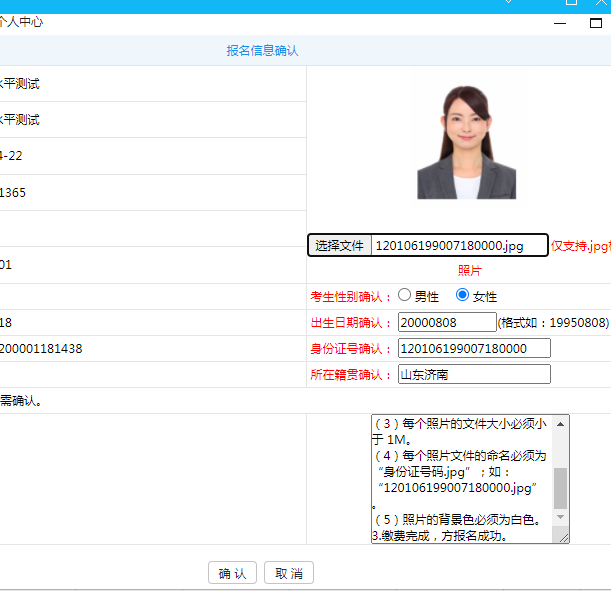 个人中心
报名信息确认
水平测试
水平测试
4-22
1365
选择文件 120106199007180000.jpg 仅支持.jpg
01
照片
考生性别确认： 男性 女性
18 出生日期确认： 20000808 (格式如：19950808)
200001181438 身份证号确认： 120106199007180000
所在籍贯确认： 山东济南
需确认。
（3）每个照片的文件大小必须小
于 1M。
（4）每个照片文件的命名必须为
“身份证号码.jpg”；如：
“120106199007180000.jpg”
。
（5）照片的背景色必须为白色。
3.缴费完成，方报名成功。
确 认 取 消